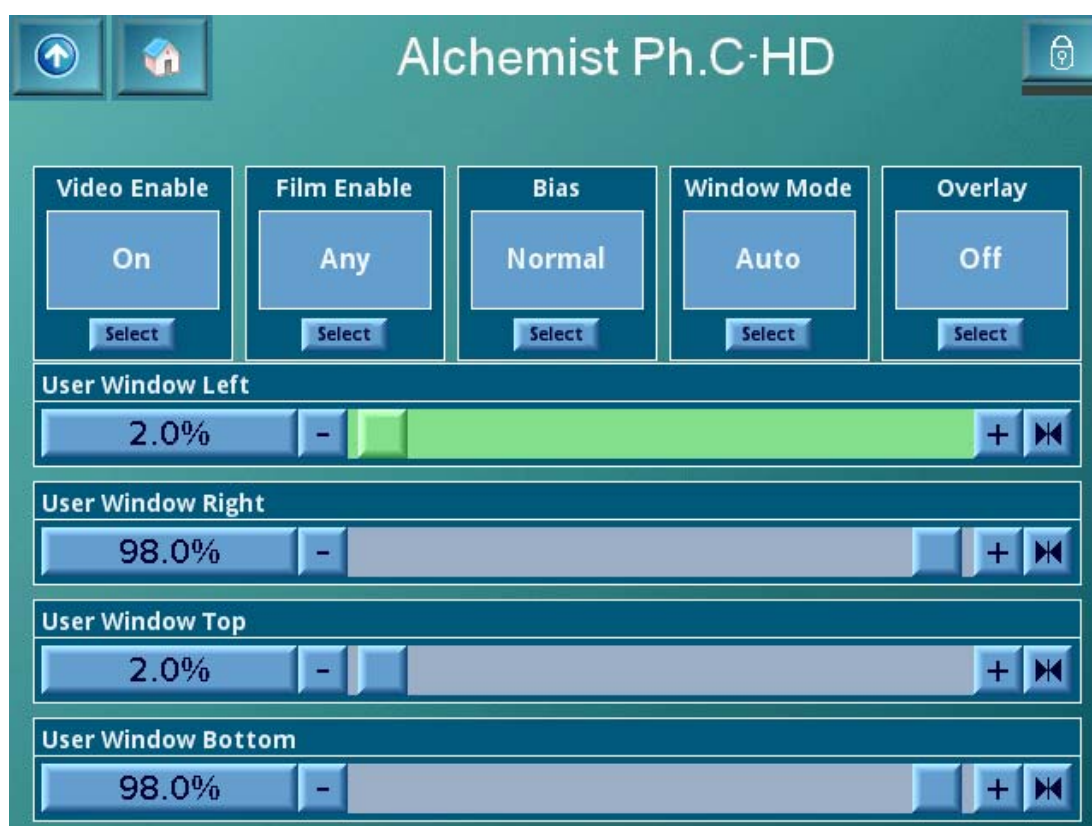 Alchemist Ph.C-HD
Video Enable Film Enable Bias Window Mode Overlay
On Any Normal Auto Off
Select Select Select Select Select
User Window Left
2.0% - +
User Window Right
98.0% - +
User Window Top
2.0% - +
User Window Bottom
98.0% - +